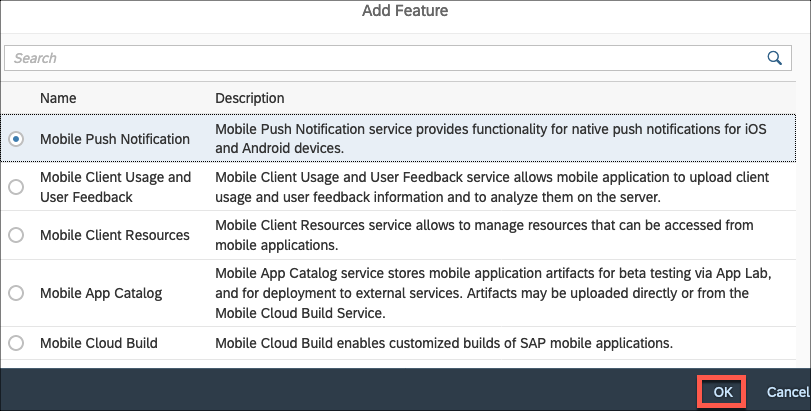 Add Feature
Search
Name Description
Mobile Push Notification
Mobile Push Notification service provides functionality for native push notifications for iOS
and Android devices.
Mobile Client Usage and
User Feedback
Mobile Client Usage and User Feedback service allows mobile application to upload client
usage and user feedback information and to analyze them on the server.
Mobile Client Resources
Mobile Client Resources service allows to manage resources that can be accessed from
mobile applications.
Mobile App Catalog
Mobile App Catalog service stores mobile application artifacts for beta testing via App Lab,
and for deployment to external services. Artifacts may be uploaded directly or from the
Mobile Cloud Build Service.
Mobile Cloud Build
Mobile Cloud Build enables customized builds of SAP mobile applications.
OK Cancel